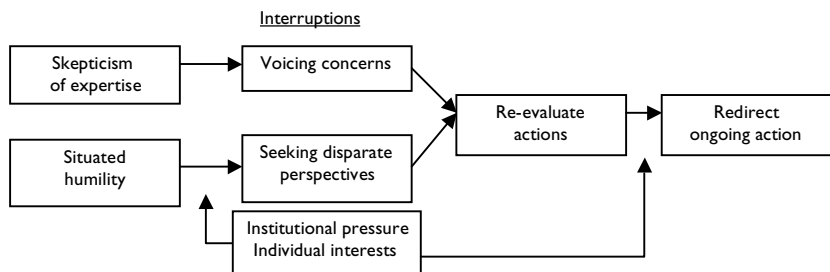 Interruptions
Skepticism
of expertise
Voicing concerns
Re-evaluate
actions
Redirect
ongoing action
Situated
humility
Seeking disparate
perspectives
Institutional pressure
Individual interests